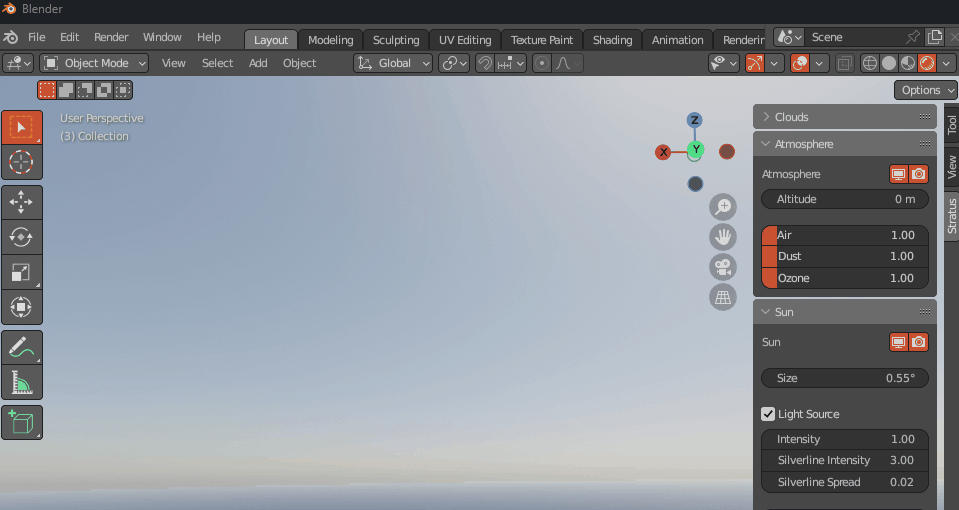 Blender
File Edit Render Window Help Layout Modeling Sculpting UV Editing Texture Paint Shading Animation Renderin Scene
Object Mode View Select Add Object Global
Options
User Perspective
(3) Collection
Z
X
Y
Clouds
Atmosphere
Atmosphere
Altitude 0 m
Air 1.00
Dust 1.00
Ozone 1.00
Sun
Sun
Size 0.55°
Light Source
Intensity 1.00
Silverline Intensity 3.00
Silverline Spread 0.02
Tool
View
Stratus